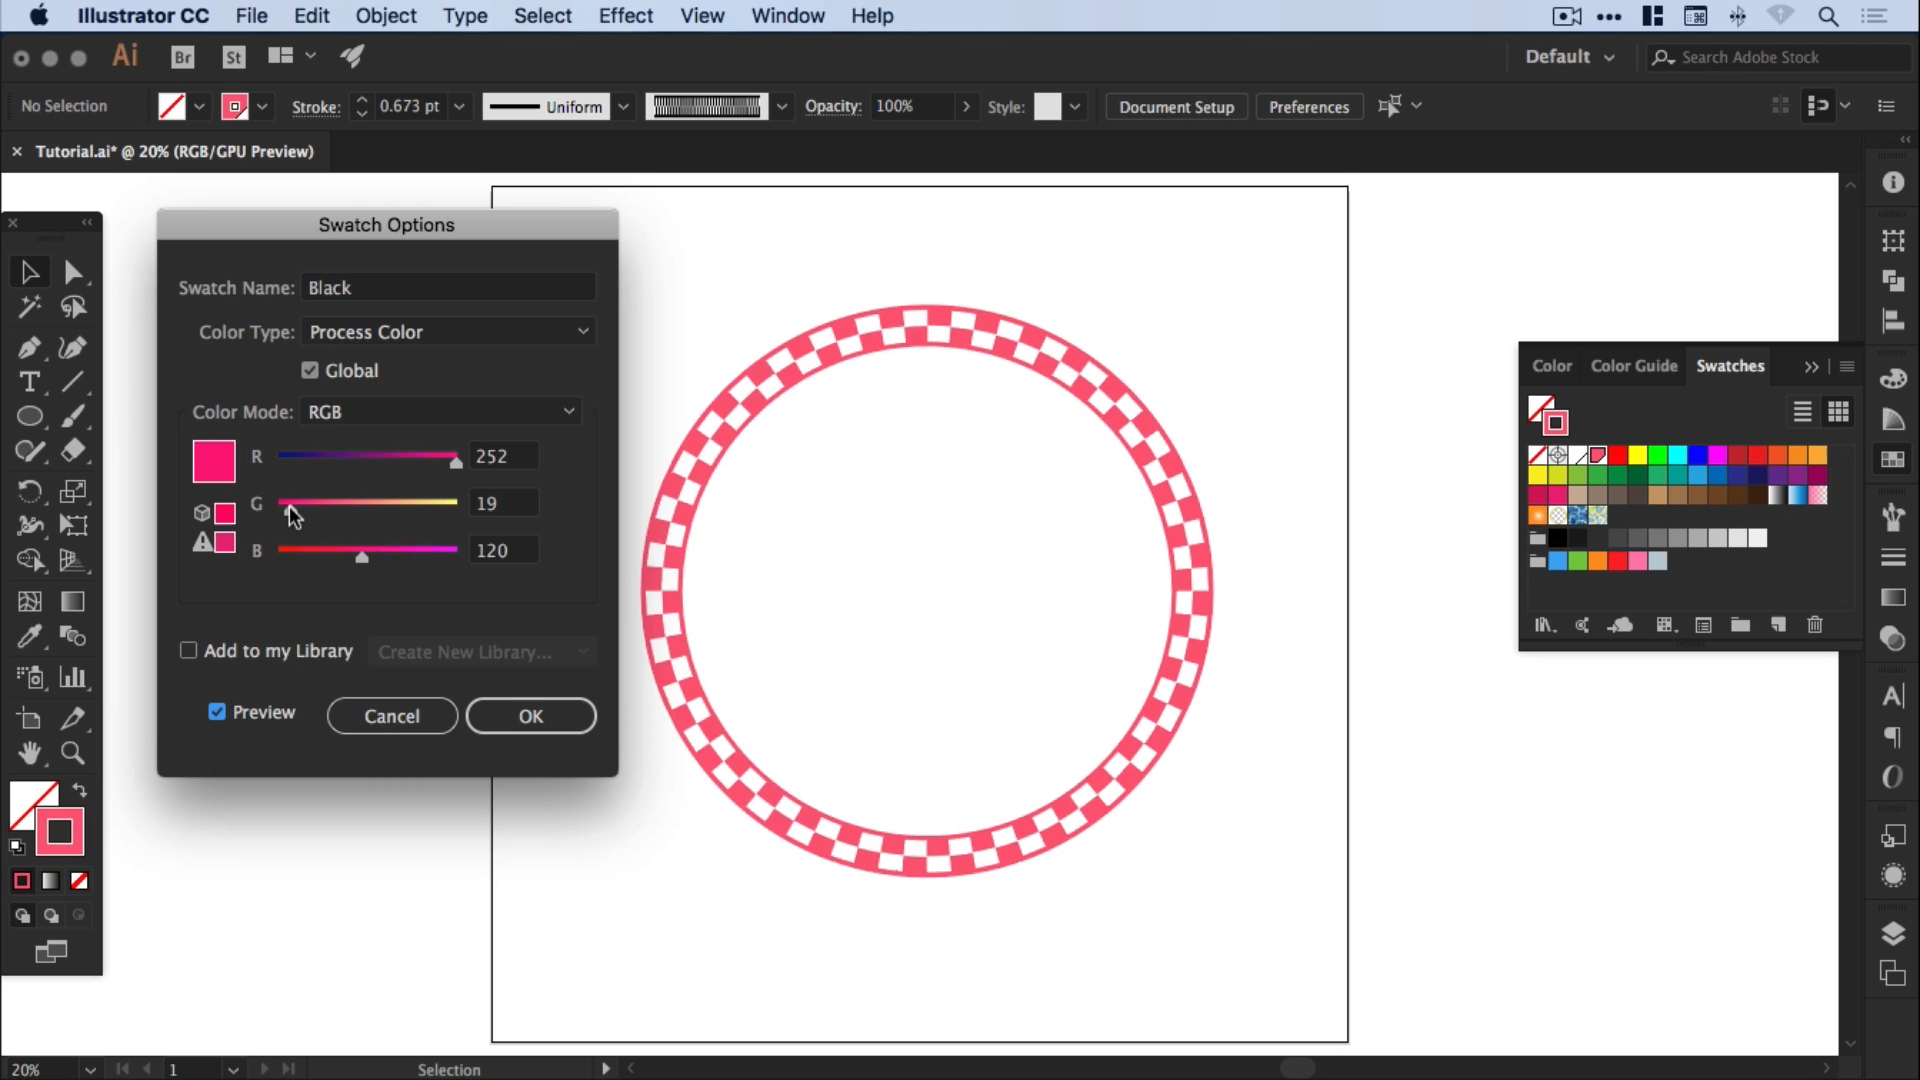 Illustrator CC File Edit Object Type Select Effect View Window Help
Ai Br St Default Search Adobe Stock
No Selection Stroke: 0.673 pt Uniform Opacity: 100% Style: Document Setup Preferences
× Tutorial.ai* @ 20% (RGB/GPU Preview)
Swatch Options
Swatch Name: Black
Color Type: Process Color
Global
Color Mode: RGB
R 252
G 19
B 120
Add to my Library Create New Library...
Preview Cancel OK
Color Color Guide Swatches
20% 1 Selection